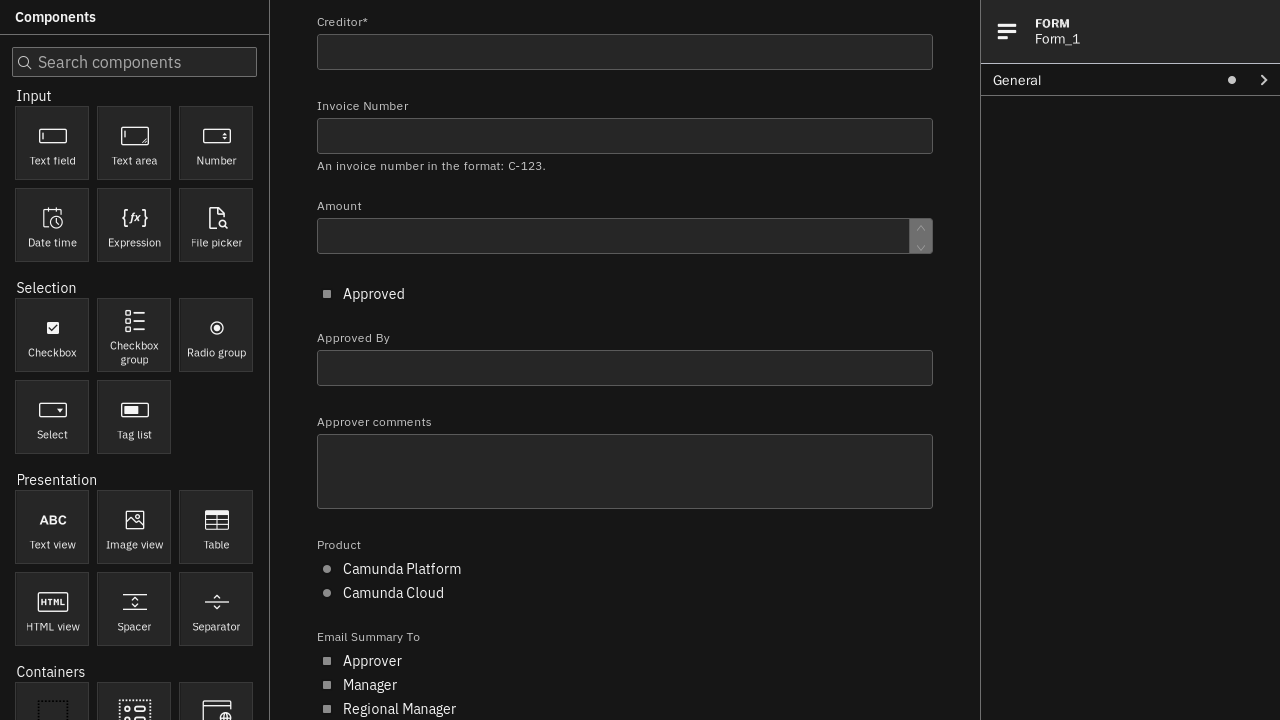 Components
Search components
Input
Text field
Text area
Number
Date time
Expression
File picker
Selection
Checkbox
Checkbox
group
Radio group
Select
Tag list
Presentation
ABC
Text view
Image view
Table
HTML
HTML view
Spacer
Separator
Containers
Creditor*
Invoice Number
An invoice number in the format: C-123.
Amount
Approved
Approved By
Approver comments
Product
Camunda Platform
Camunda Cloud
Email Summary To
Approver
Manager
Regional Manager
FORM
Form_1
General